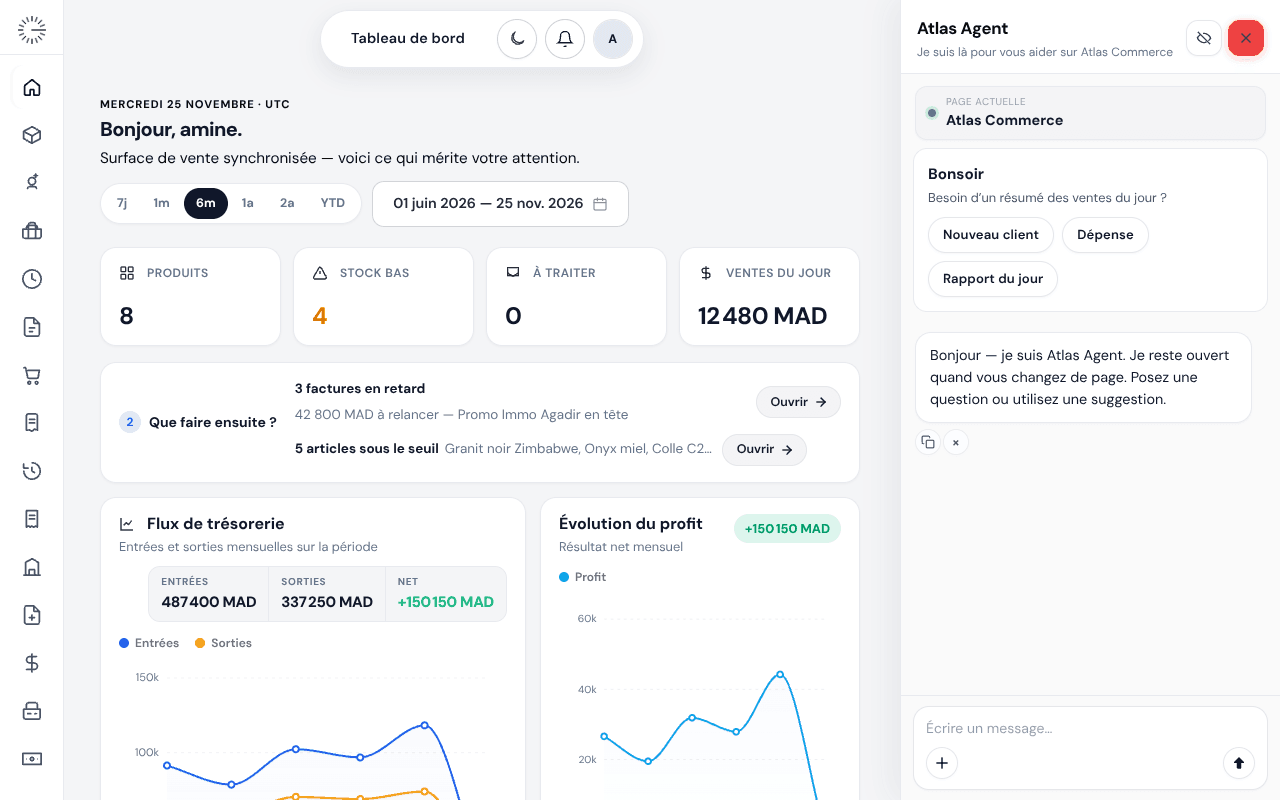 Tableau de bord
A
MERCREDI 25 NOVEMBRE · UTC
Bonjour, amine.
Surface de vente synchronisée — voici ce qui mérite votre attention.
7j
1m
6m
1a
2a
YTD
01 juin 2026 — 25 nov. 2026
PRODUITS
8
STOCK BAS
4
À TRAITER
0
VENTES DU JOUR
12 480 MAD
2
Que faire ensuite ?
3 factures en retard
42 800 MAD à relancer — Promo Immo Agadir en tête
Ouvrir
5 articles sous le seuil
Granit noir Zimbabwe, Onyx miel, Colle C2…
Ouvrir
Flux de trésorerie
Entrées et sorties mensuelles sur la période
ENTRÉES
487 400 MAD
SORTIES
337 250 MAD
NET
+150 150 MAD
Entrées
Sorties
150k
100k
Évolution du profit
Résultat net mensuel
+150 150 MAD
Profit
60k
40k
20k
Atlas Agent
Je suis là pour vous aider sur Atlas Commerce
PAGE ACTUELLE
Atlas Commerce
Bonsoir
Besoin d’un résumé des ventes du jour ?
Nouveau client
Dépense
Rapport du jour
Bonjour — je suis Atlas Agent. Je reste ouvert
quand vous changez de page. Posez une
question ou utilisez une suggestion.
Écrire un message…